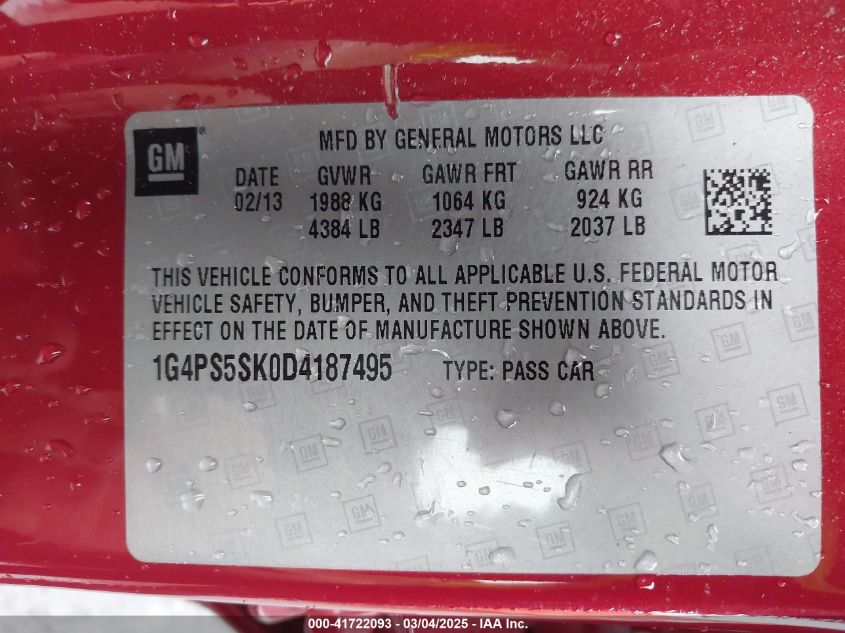 GM ® MFD BY GENERAL MOTORS LLC
DATE GVWR GAWR FRT GAWR RR
02/13 1988 KG 1064 KG 924 KG
4384 LB 2347 LB 2037 LB
THIS VEHICLE CONFORMS TO ALL APPLICABLE U.S. FEDERAL MOTOR
VEHICLE SAFETY, BUMPER, AND THEFT PREVENTION STANDARDS IN
EFFECT ON THE DATE OF MANUFACTURE SHOWN ABOVE.
1G4PS5SK0D4187495 TYPE: PASS CAR
000-41722093 - 03/04/2025 - IAA Inc.